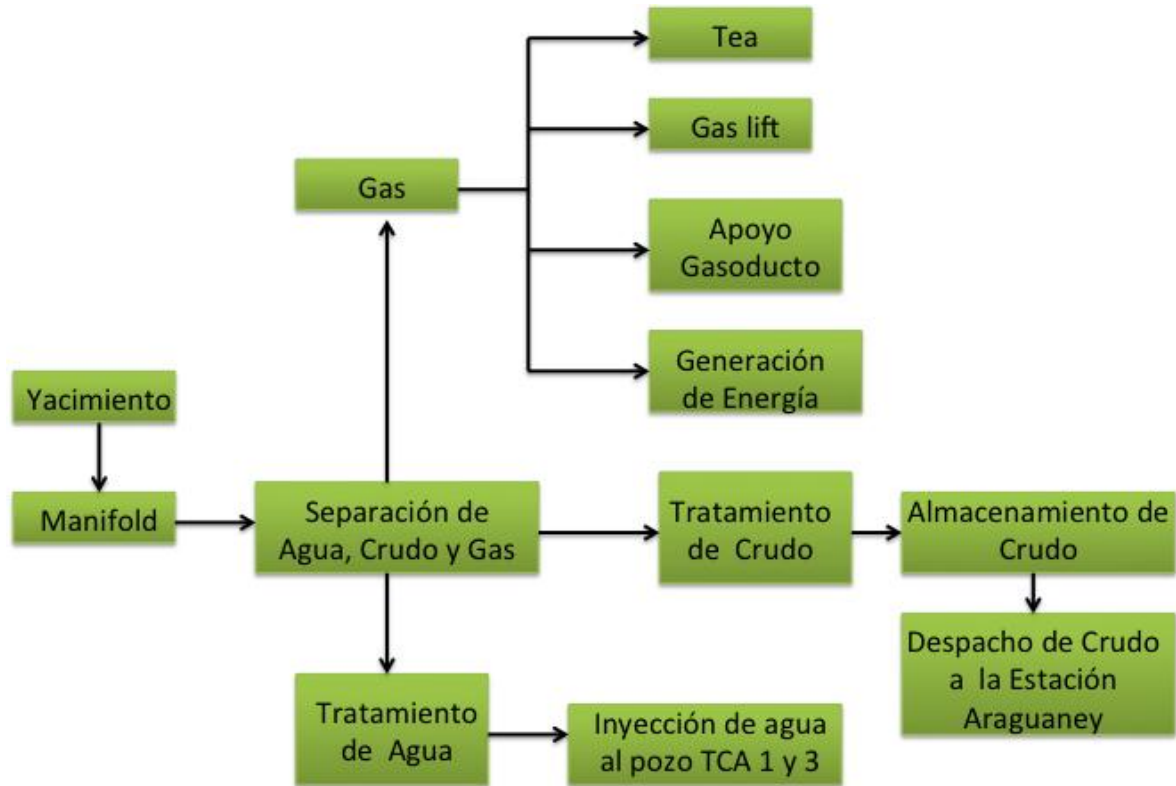 Tea
Gas lift
Gas
Apoyo
Gasoducto
Generación
de Energía
Yacimiento
Manifold
Separación de
Agua, Crudo y Gas
Tratamiento
de Crudo
Almacenamiento de
Crudo
Despacho de Crudo
a la Estación
Araguaney
Tratamiento
de Agua
Inyección de agua
al pozo TCA 1 y 3